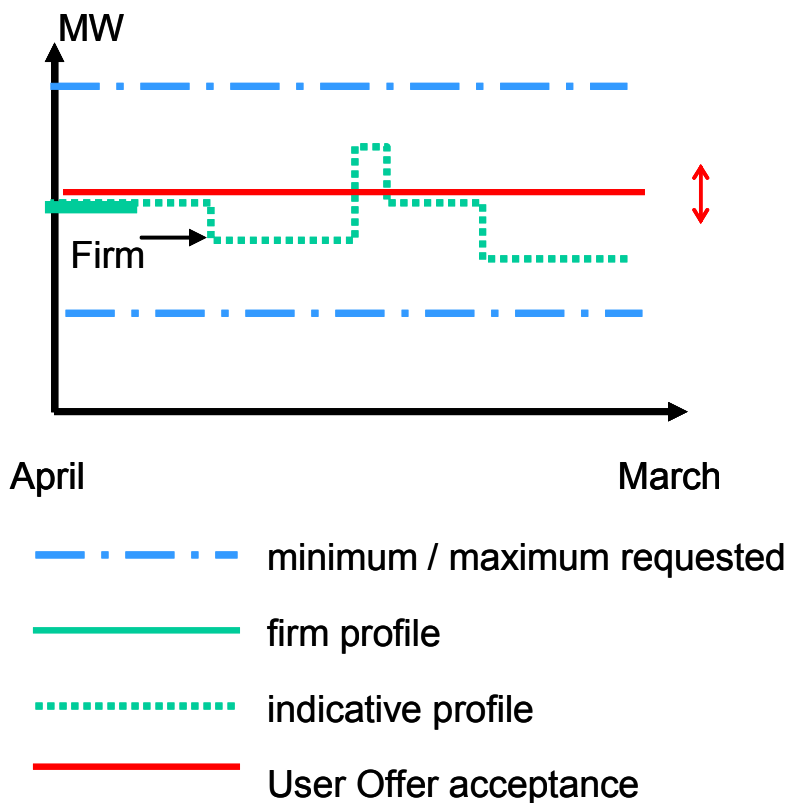 MW
Firm
April
March
minimum / maximum requested
firm profile
indicative profile
User Offer acceptance